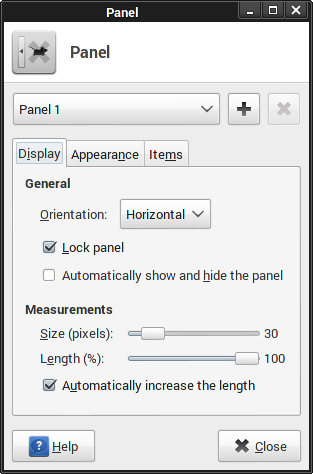 Panel
Panel
Panel 1
Display Appearance Items
General
Orientation: Horizontal
Lock panel
Automatically show and hide the panel
Measurements
Size (pixels): 30
Length (%): 100
Automatically increase the length
Help Close